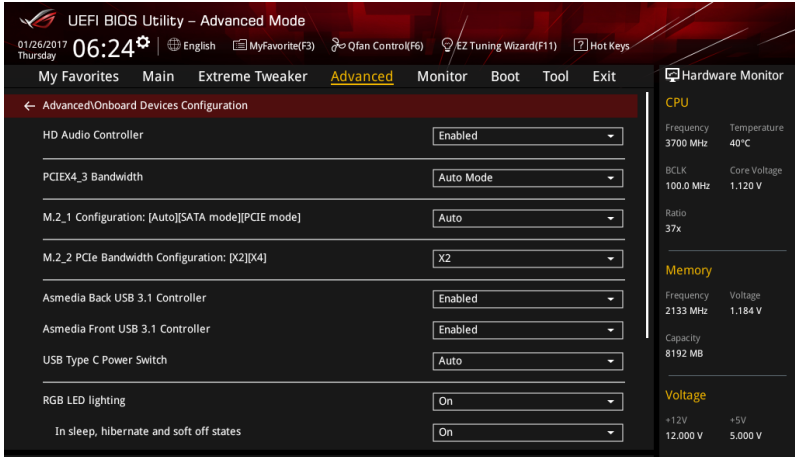 UEFI BIOS Utility – Advanced Mode
01/26/2017 Thursday 06:24 English MyFavorite(F3) Qfan Control(F6) EZ Tuning Wizard(F11) ? Hot Keys
My Favorites Main Extreme Tweaker Advanced Monitor Boot Tool Exit
Hardware Monitor
← Advanced\Onboard Devices Configuration
HD Audio Controller Enabled
PCIEX4_3 Bandwidth Auto Mode
M.2_1 Configuration: [Auto][SATA mode][PCIE mode] Auto
M.2_2 PCIe Bandwidth Configuration: [X2][X4] X2
Asmedia Back USB 3.1 Controller Enabled
Asmedia Front USB 3.1 Controller Enabled
USB Type C Power Switch Auto
RGB LED lighting On
In sleep, hibernate and soft off states On
CPU
Frequency Temperature
3700 MHz 40°C
BCLK Core Voltage
100.0 MHz 1.120 V
Ratio
37x
Memory
Frequency Voltage
2133 MHz 1.184 V
Capacity
8192 MB
Voltage
+12V +5V
12.000 V 5.000 V